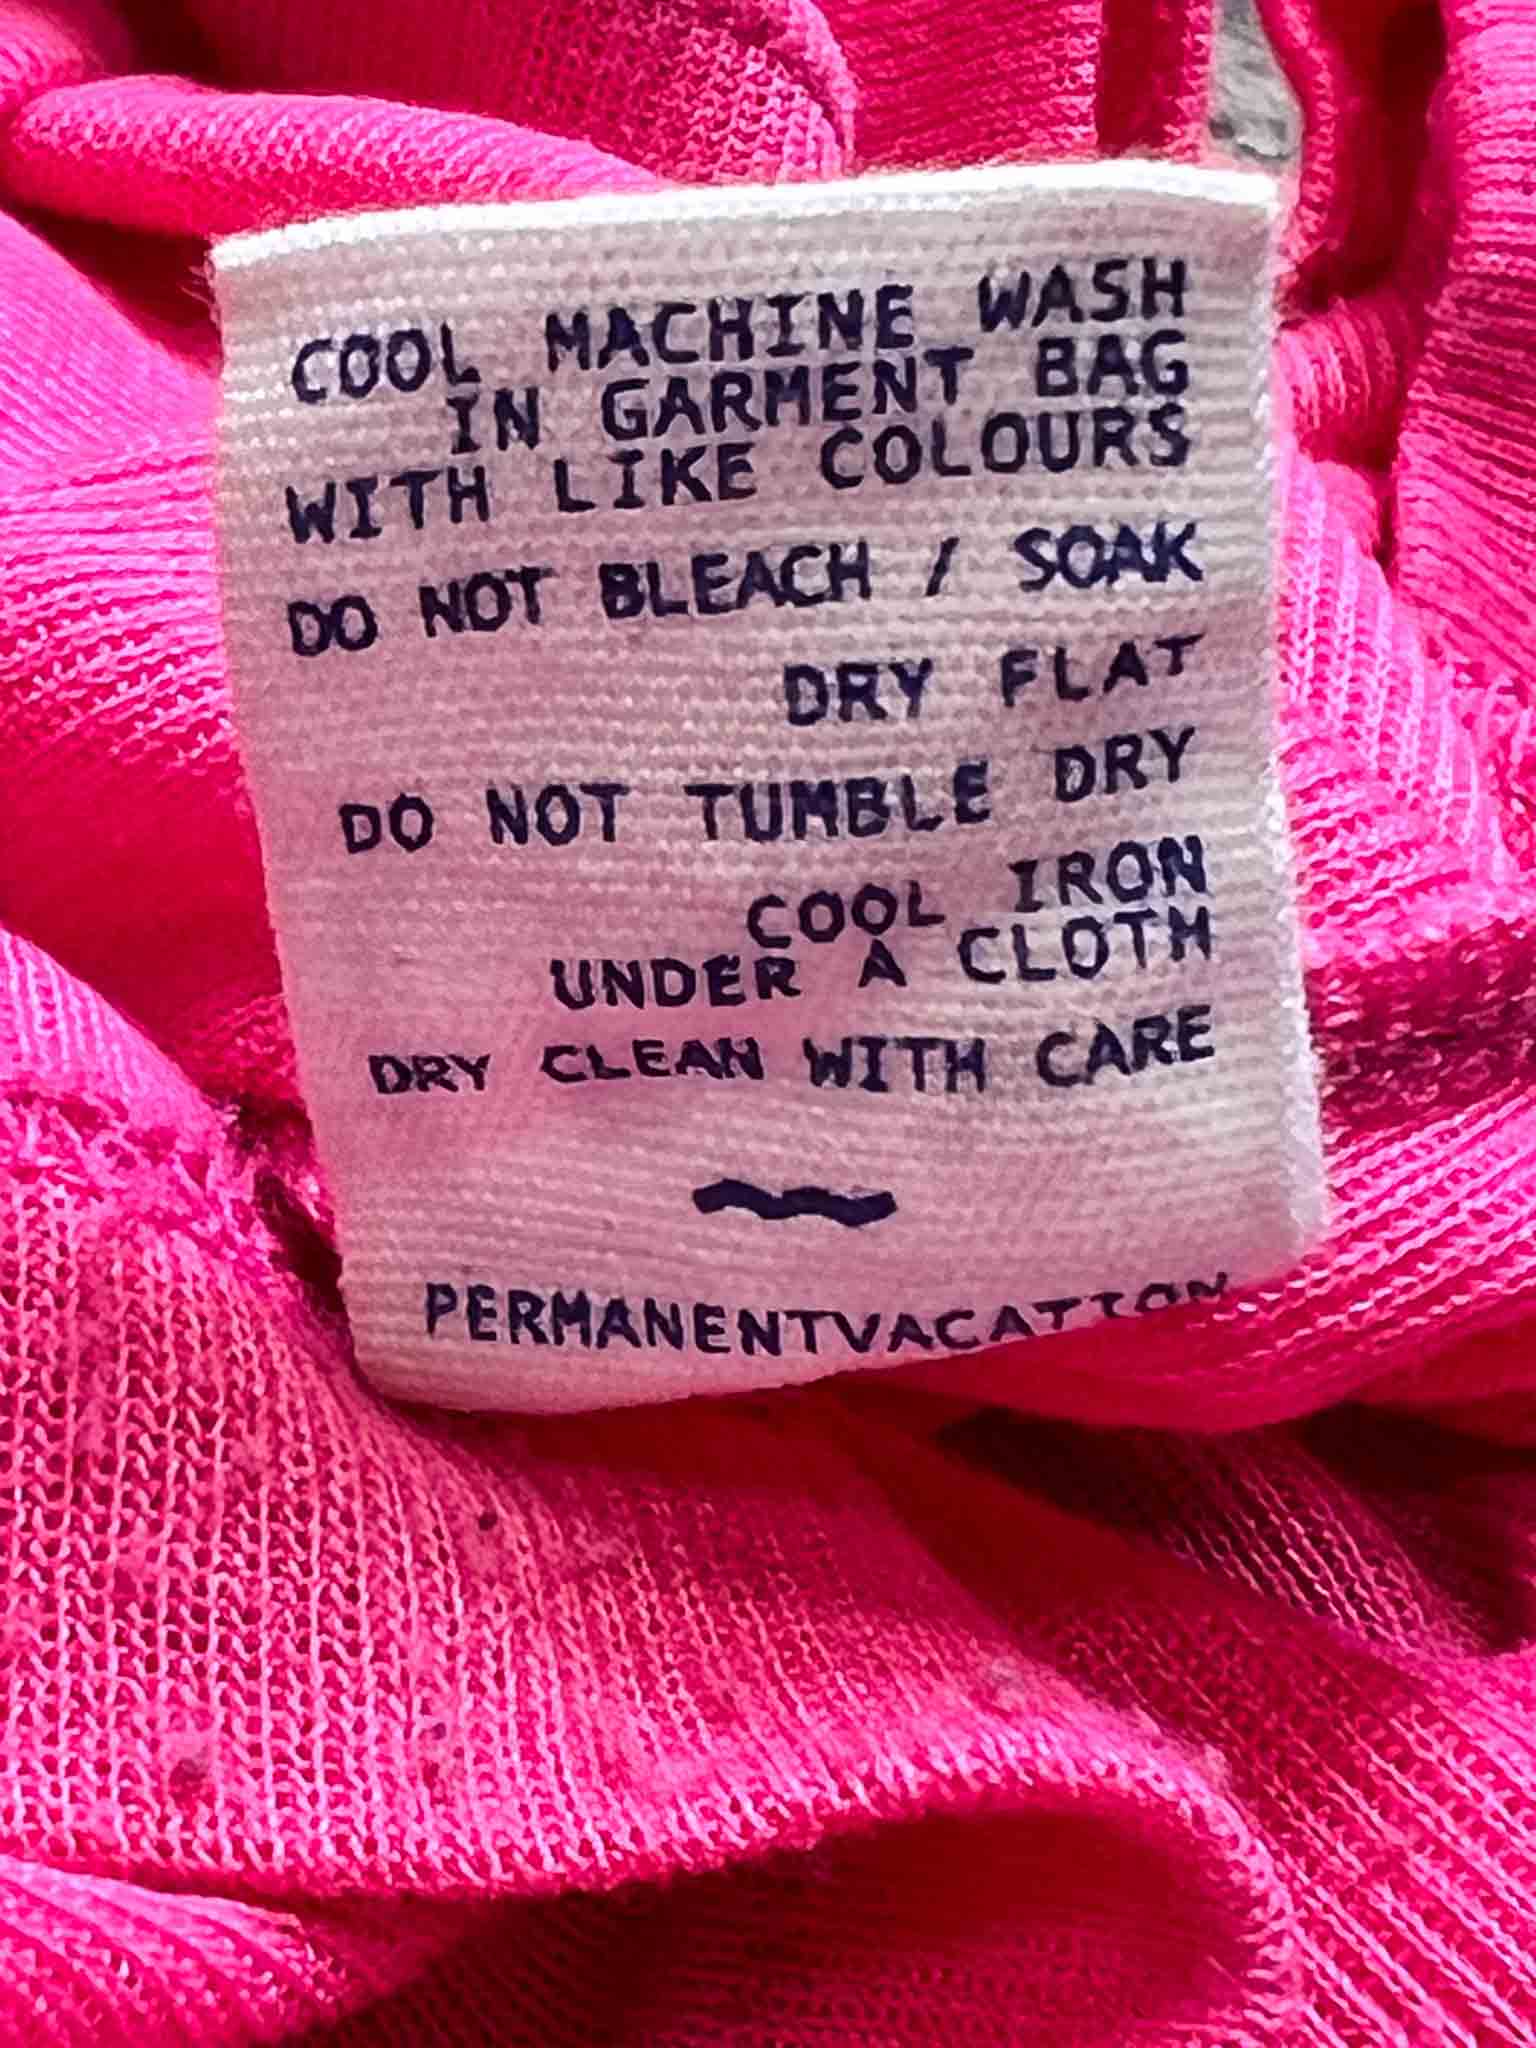 COOL MACHINE WASH
IN GARMENT BAG
WITH LIKE COLOURS
DO NOT BLEACH / SOAK
DRY FLAT
DO NOT TUMBLE DRY
COOL IRON
UNDER A CLOTH
DRY CLEAN WITH CARE
PERMANENTVACATION